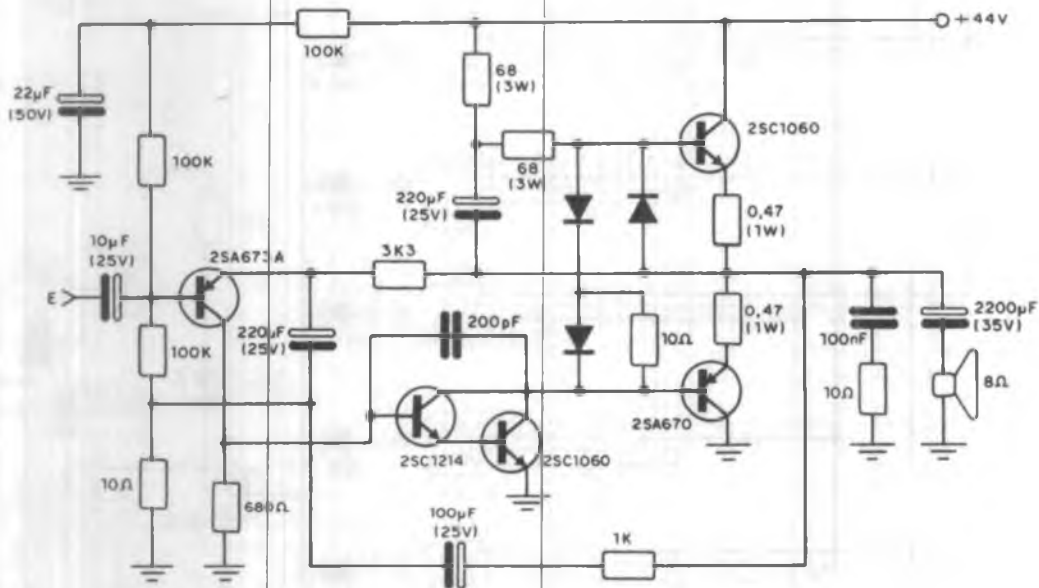 +44V
100K
68
(3W)
22µF
(50V)
2SC1060
100K
68
(3W)
220µF
(25V)
0,47
(1W)
10µF
(25V)
2SA673A
3K3
E
220µF
(25V)
200pF
0,47
(1W)
2200µF
(35V)
100K
10Ω
100nF
8Ω
10Ω
2SA670
2SC1214
2SC1060
10Ω
680Ω
100µF
(25V)
1K